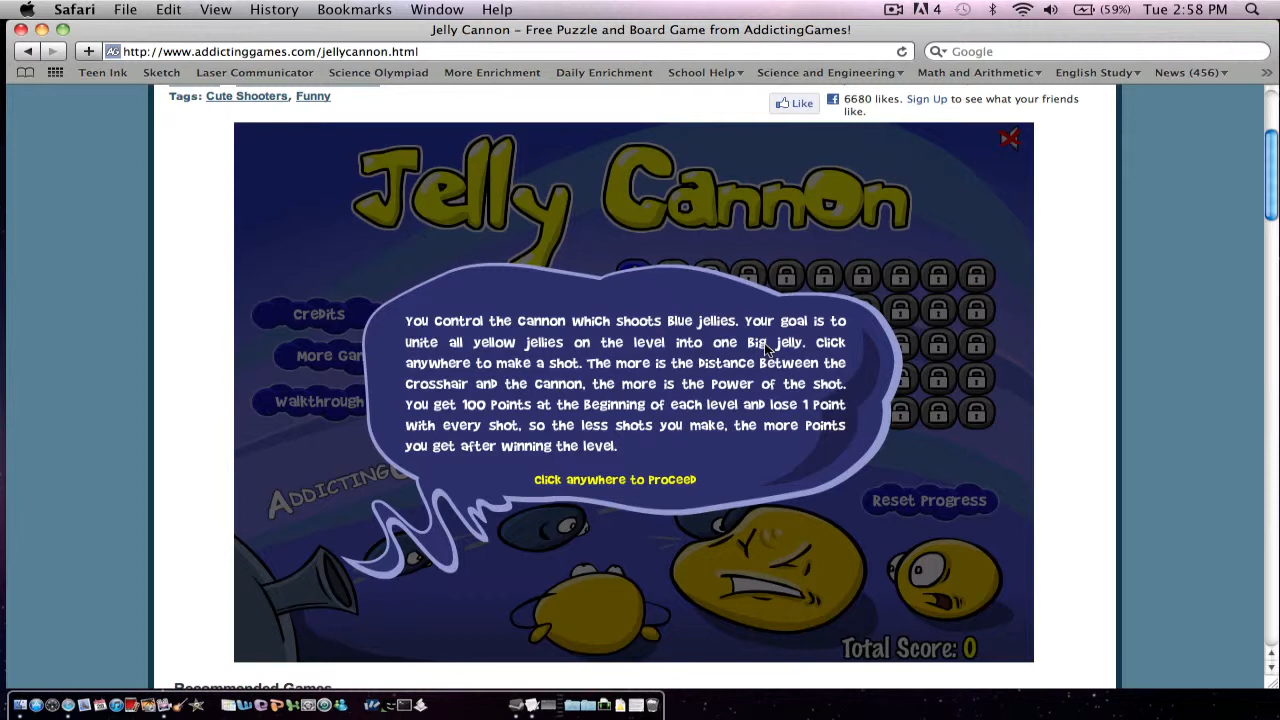 Safari File Edit View History Bookmarks Window Help 4 (59%) Tue 2:58 PM
Jelly Cannon – Free Puzzle and Board Game from AddictingGames!
AG http://www.addictinggames.com/jellycannon.html Google
Teen Ink Sketch Laser Communicator Science Olympiad More Enrichment Daily Enrichment School Help Science and Engineering Math and Arithmetic English Study News (456) »
Tags: Cute Shooters, Funny
Like 6680 likes. Sign Up to see what your friends
like.
Jelly Cannon
Credits
More Gam
Walkthrough
You control the cannon which shoots Blue jellies. Your goal is to
unite all yellow jellies on the level into one Big jelly. Click
anywhere to make a shot. The more is the Distance Between the
Crosshair and the Cannon, the more is the Power of the shot.
You get 100 Points at the Beginning of each level and lose 1 Point
with every shot, so the less shots you make, the more Points
you get after winning the level.
Click anywhere to Proceed
AddictingG
Reset Progress
Total Score: 0
Recommended Games